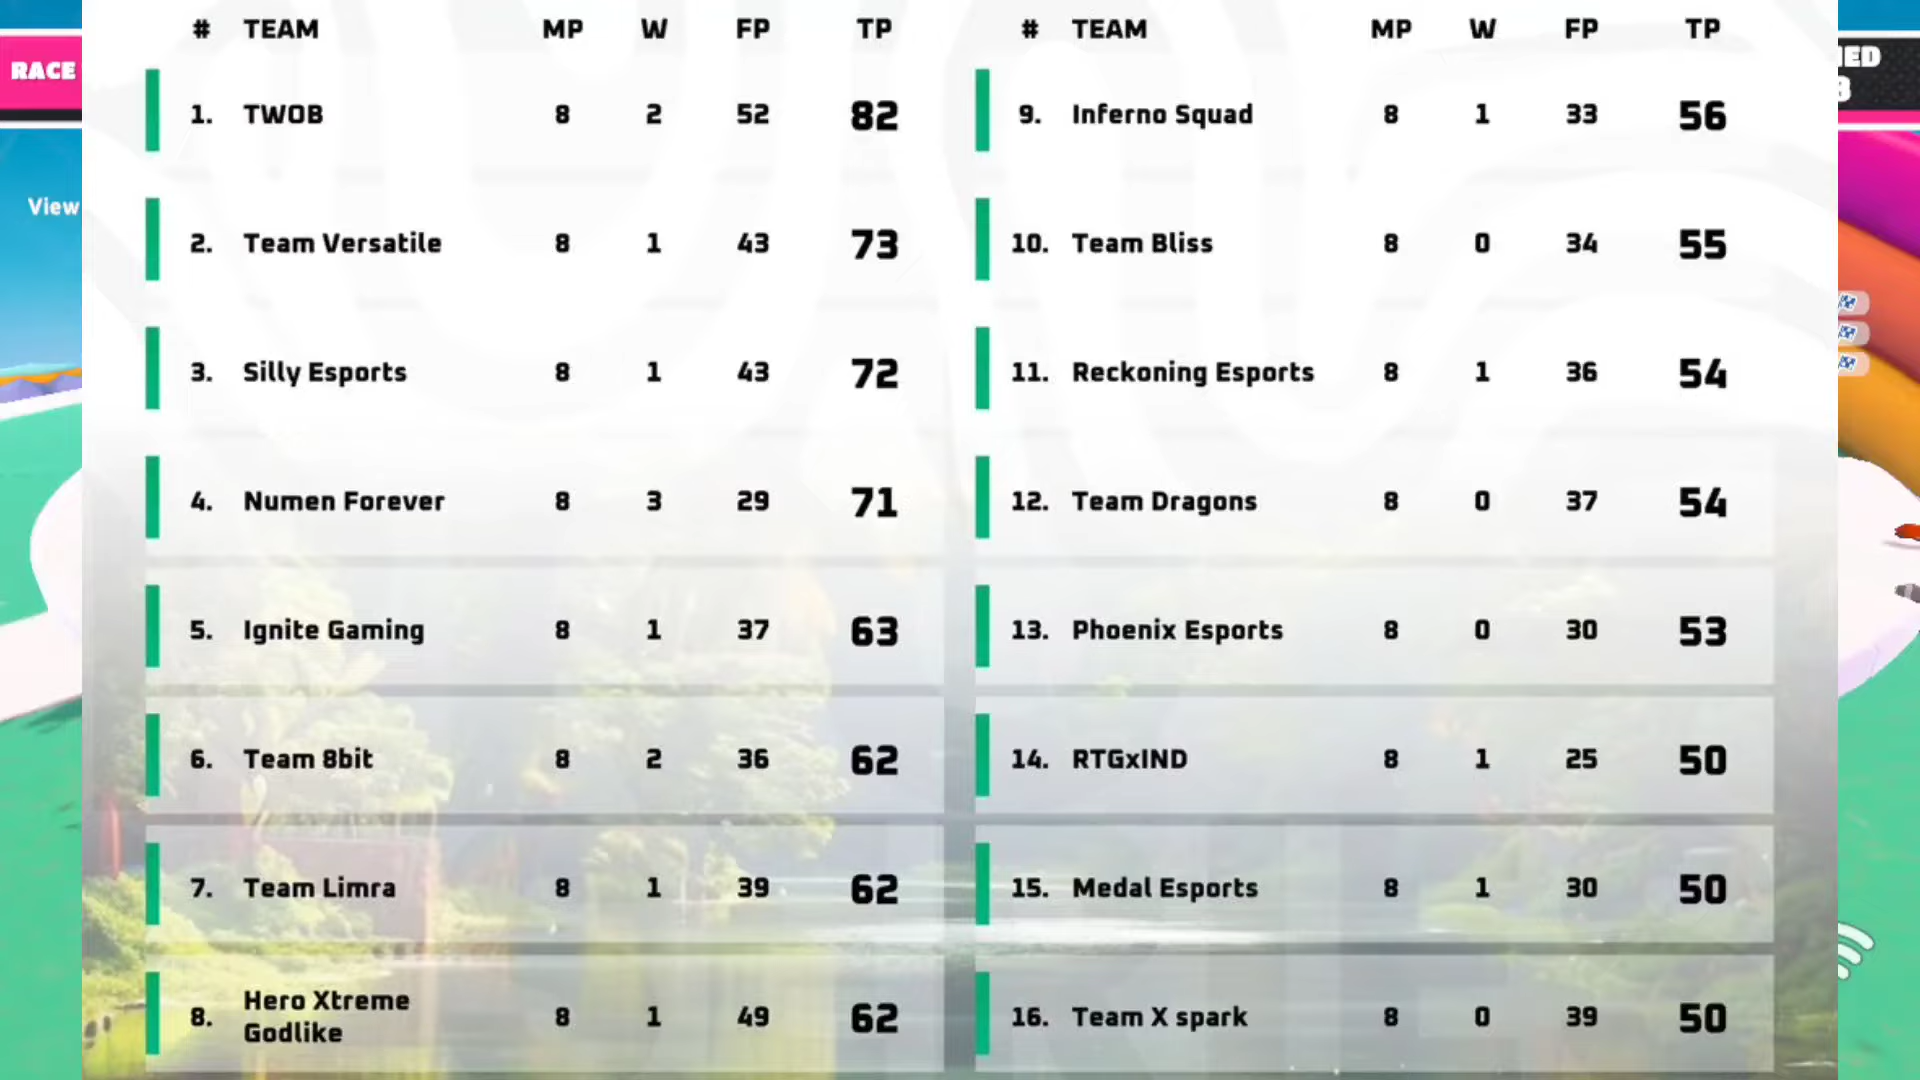 # TEAM MP W FP TP
1. TWOB 8 2 52 82
2. Team Versatile 8 1 43 73
3. Silly Esports 8 1 43 72
4. Numen Forever 8 3 29 71
5. Ignite Gaming 8 1 37 63
6. Team 8bit 8 2 36 62
7. Team Limra 8 1 39 62
8. Hero Xtreme
Godlike 8 1 49 62
# TEAM MP W FP TP
9. Inferno Squad 8 1 33 56
10. Team Bliss 8 0 34 55
11. Reckoning Esports 8 1 36 54
12. Team Dragons 8 0 37 54
13. Phoenix Esports 8 0 30 53
14. RTGxIND 8 1 25 50
15. Medal Esports 8 1 30 50
16. Team X spark 8 0 39 50
RACE
View